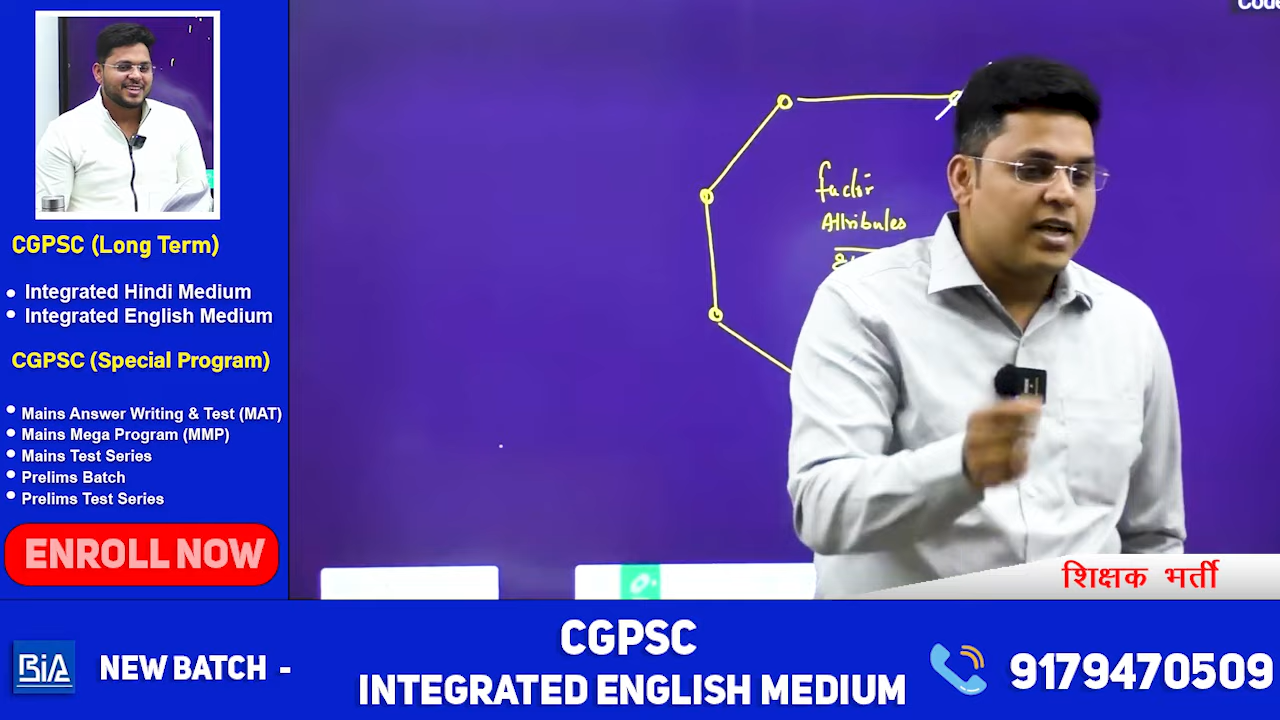 Code
factor
Attributes
CGPSC (Long Term)
• Integrated Hindi Medium
• Integrated English Medium
CGPSC (Special Program)
• Mains Answer Writing & Test (MAT)
• Mains Mega Program (MMP)
• Mains Test Series
• Prelims Batch
• Prelims Test Series
ENROLL NOW
शिक्षक भर्ती
BiA
NEW BATCH -
CGPSC
INTEGRATED ENGLISH MEDIUM
9179470509